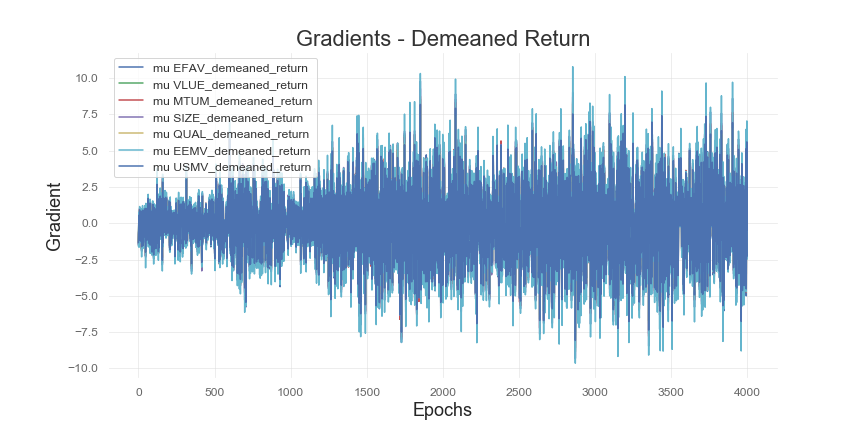 Gradients - Demeaned Return
mu EFAV_demeaned_return
mu VLUE_demeaned_return
mu MTUM_demeaned_return
mu SIZE_demeaned_return
mu QUAL_demeaned_return
mu EEMV_demeaned_return
mu USMV_demeaned_return
10.0
7.5
5.0
2.5
0.0
−2.5
−5.0
−7.5
−10.0
Gradient
0 500 1000 1500 2000 2500 3000 3500 4000
Epochs